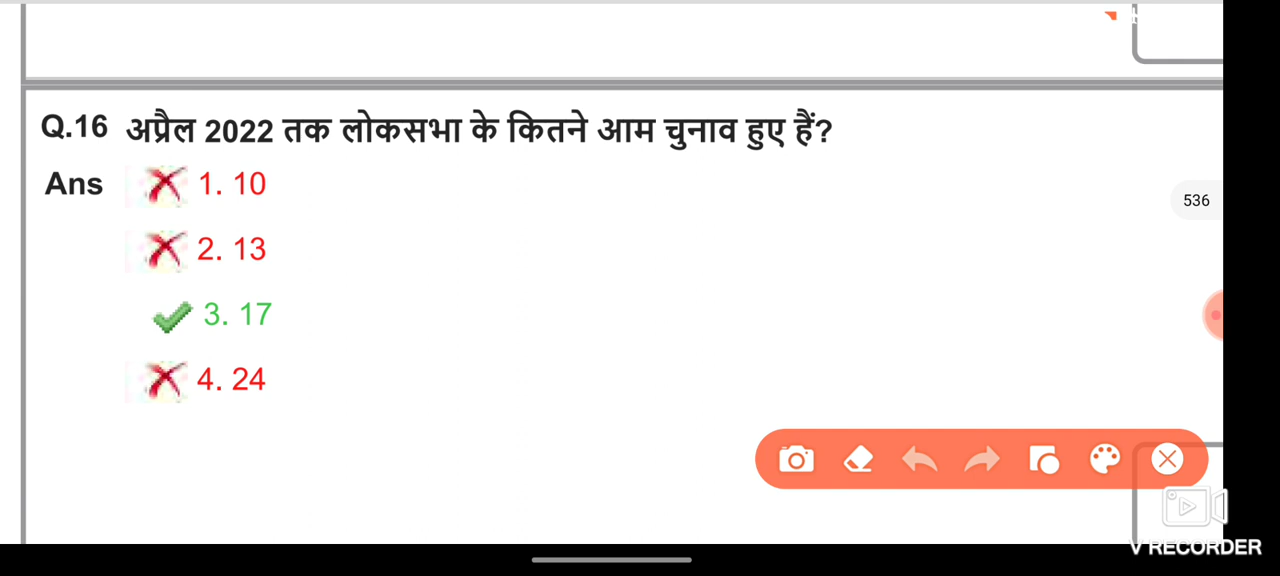 Q.16 अप्रैल 2022 तक लोकसभा के कितने आम चुनाव हुए हैं?
Ans 1. 10
2. 13
536
3. 17
4. 24
V RECORDER